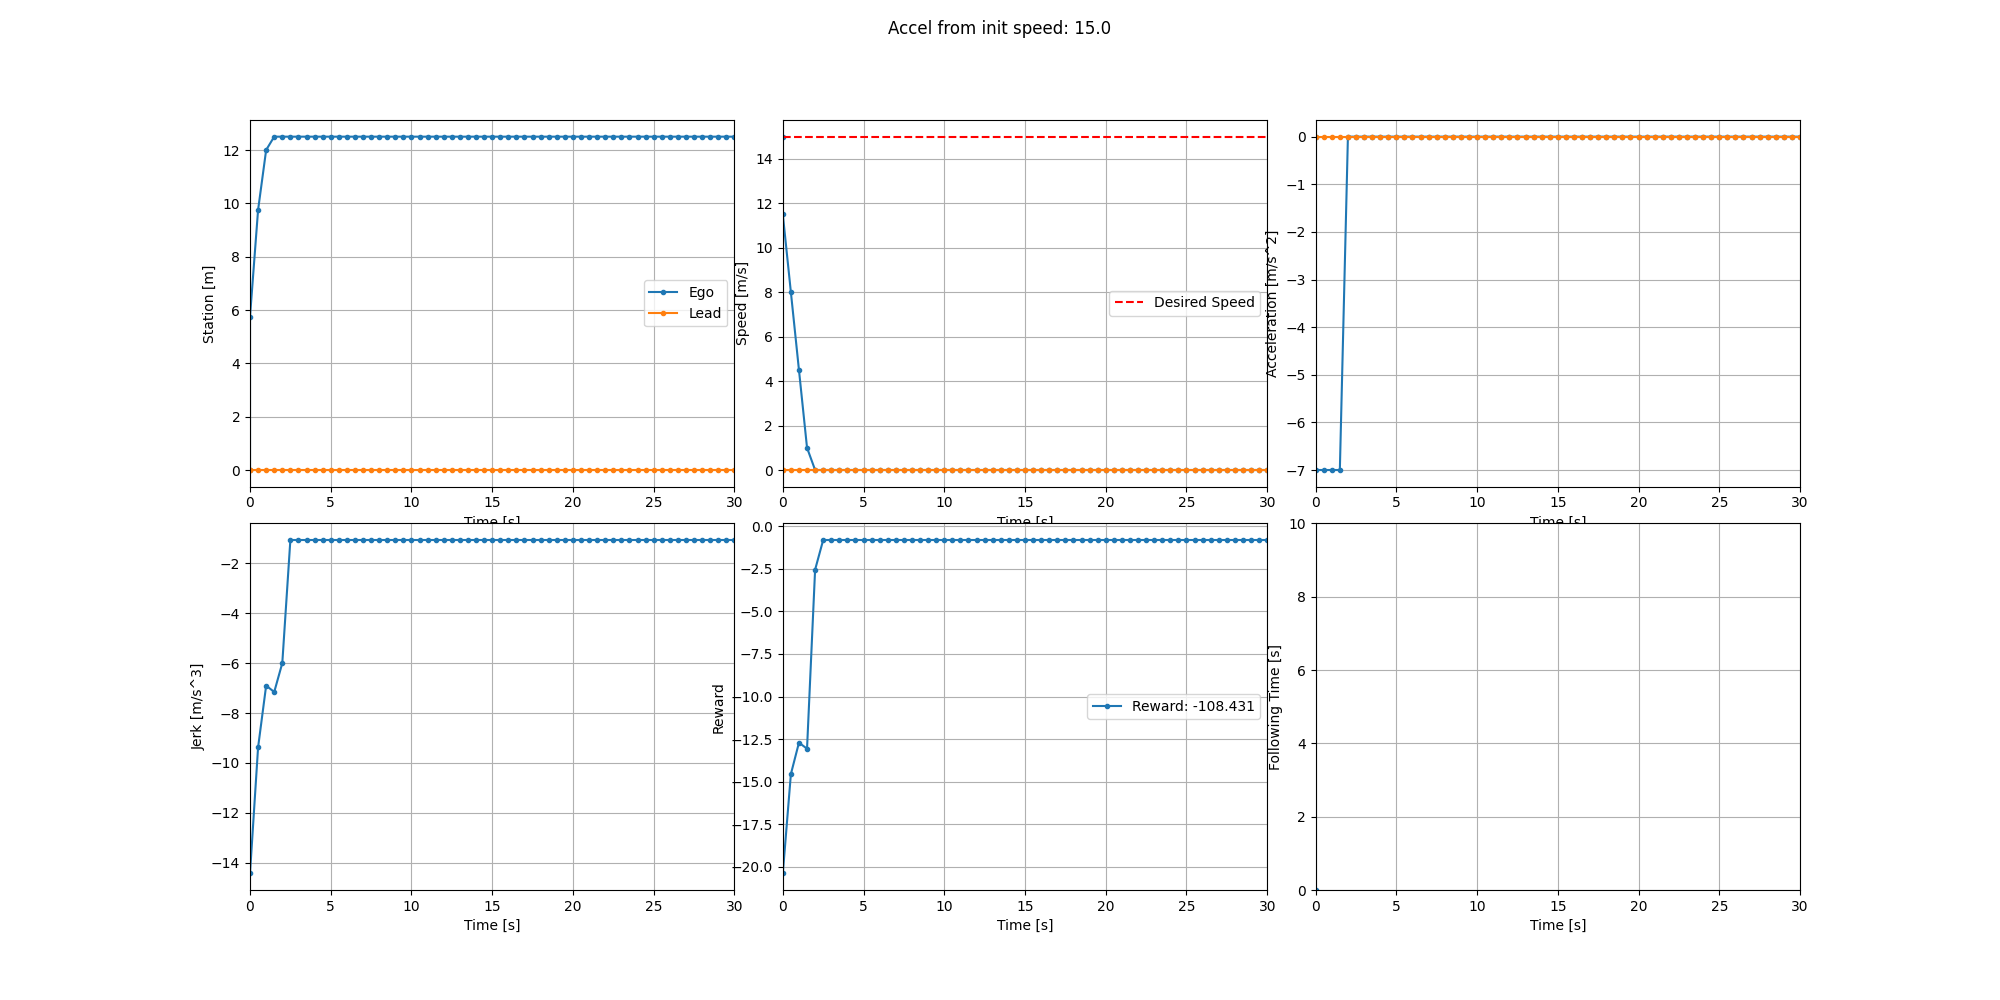 Accel from init speed: 15.0
Station [m]
12
10
8
6
4
2
0
Ego
Lead
0 5 10 15 20 25 30
Time [s]
Speed [m/s]
14
12
10
8
6
4
2
0
Desired Speed
0 5 10 15 20 25 30
Time [s]
Acceleration [m/s^2]
0
−1
−2
−3
−4
−5
−6
−7
0 5 10 15 20 25 30
Time [s]
Jerk [m/s^3]
−2
−4
−6
−8
−10
−12
−14
0 5 10 15 20 25 30
Time [s]
Reward
0.0
−2.5
−5.0
−7.5
−10.0
−12.5
−15.0
−17.5
−20.0
Reward: -108.431
0 5 10 15 20 25 30
Time [s]
Following Time [s]
10
8
6
4
2
0
0 5 10 15 20 25 30
Time [s]